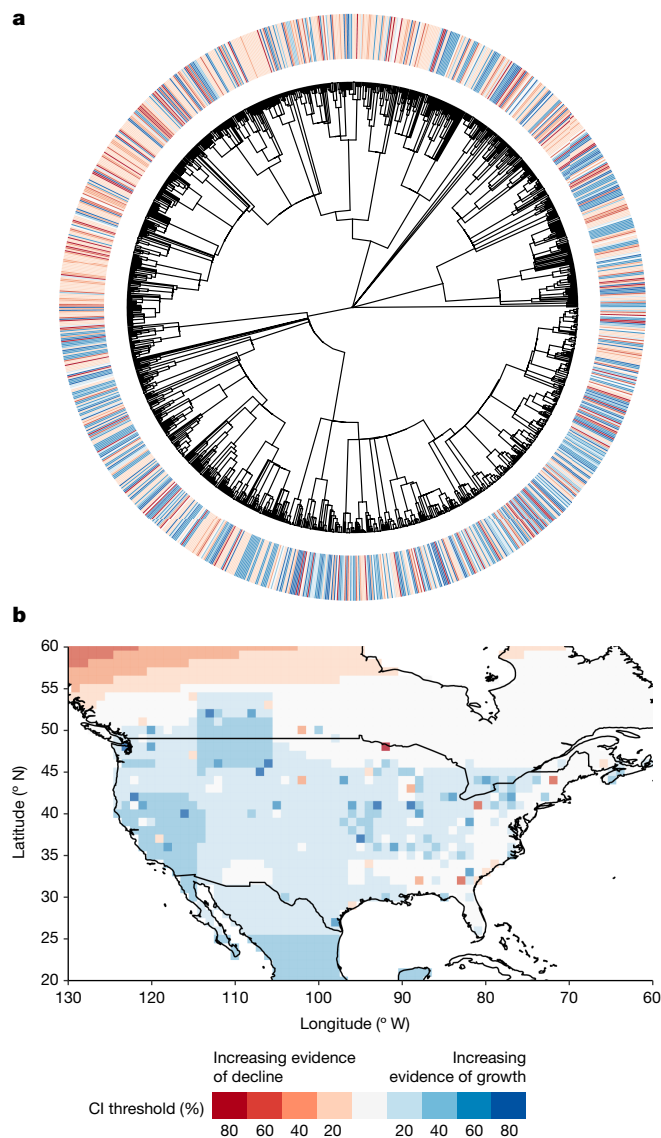 a
b
60
55
50
45
40
35
30
25
20
Latitude (° N)
130 120 110 100 90 80 70 60
Longitude (° W)
Increasing evidence
of decline
Increasing
evidence of growth
CI threshold (%)
80 60 40 20 20 40 60 80